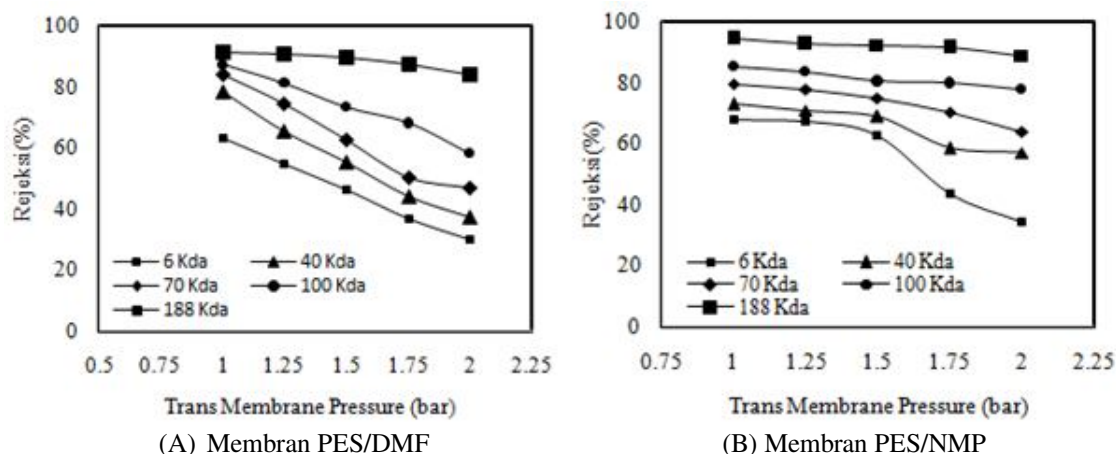 100
80
60
40
20
0
Rejeksi (%)
6 Kda
40 Kda
70 Kda
100 Kda
188 Kda
0.5 0.75 1 1.25 1.5 1.75 2 2.25
Trans Membrane Pressure (bar)
(A) Membran PES/DMF
100
80
60
40
20
0
Rejeksi (%)
6 Kda
40 Kda
70 Kda
100 Kda
188 Kda
0.75 1 1.25 1.5 1.75 2 2.25
Trans Membrane Pressure (bar)
(B) Membran PES/NMP